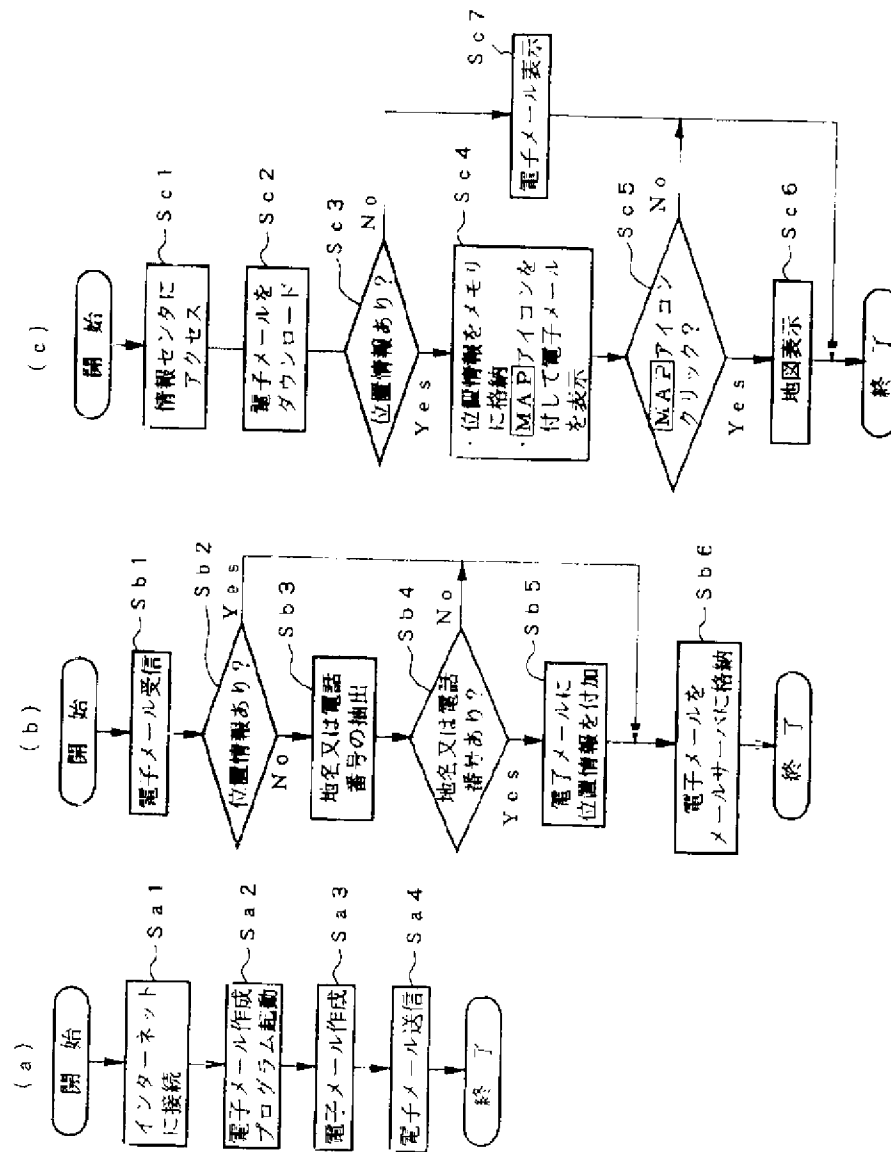 (a)
開 始
インターネット
に接続
Sa1
電子メール作成
プログラム起動
Sa2
電子メール作成
Sa3
電子メール送信
Sa4
終 了
(b)
開 始
電子メール受信
Sb1
位置情報あり?
Sb2
Yes
No
地名又は電話
番号の抽出
Sb3
地名又は電話
番号あり?
Sb4
No
Yes
電子メールに
位置情報を付加
Sb5
電子メールを
メールサーバに格納
Sb6
終 了
(c)
開 始
情報センタに
アクセス
Sc1
電子メールを
ダウンロード
Sc2
位置情報あり?
Sc3
No
Yes
・位置情報をメモリ
に格納
・MAPアイコンを
付して電子メール
を表示
Sc4
電子メール表示
Sc7
MAPアイコン
クリック?
Sc5
No
Yes
地図表示
Sc6
終 了